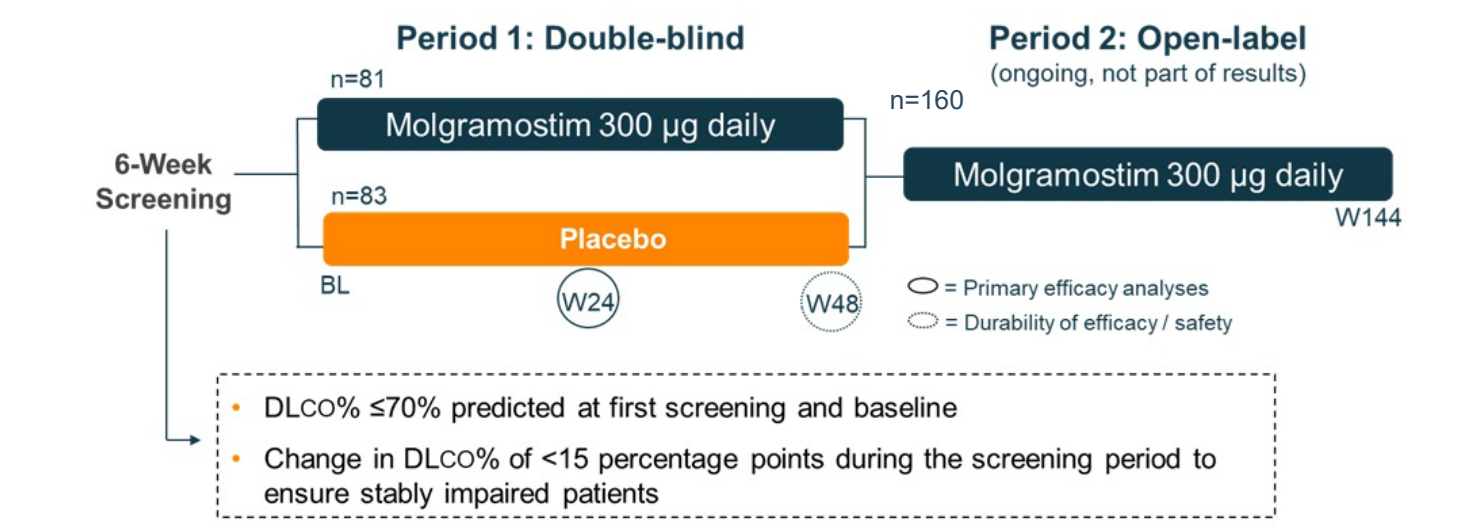 Period 1: Double-blind
Period 2: Open-label
(ongoing, not part of results)
n=81
n=160
Molgramostim 300 µg daily
6-Week
Screening
Molgramostim 300 µg daily
n=83
W144
Placebo
BL
W24
W48
= Primary efficacy analyses
= Durability of efficacy / safety
• DLCO% ≤70% predicted at first screening and baseline
• Change in DLCO% of <15 percentage points during the screening period to
ensure stably impaired patients